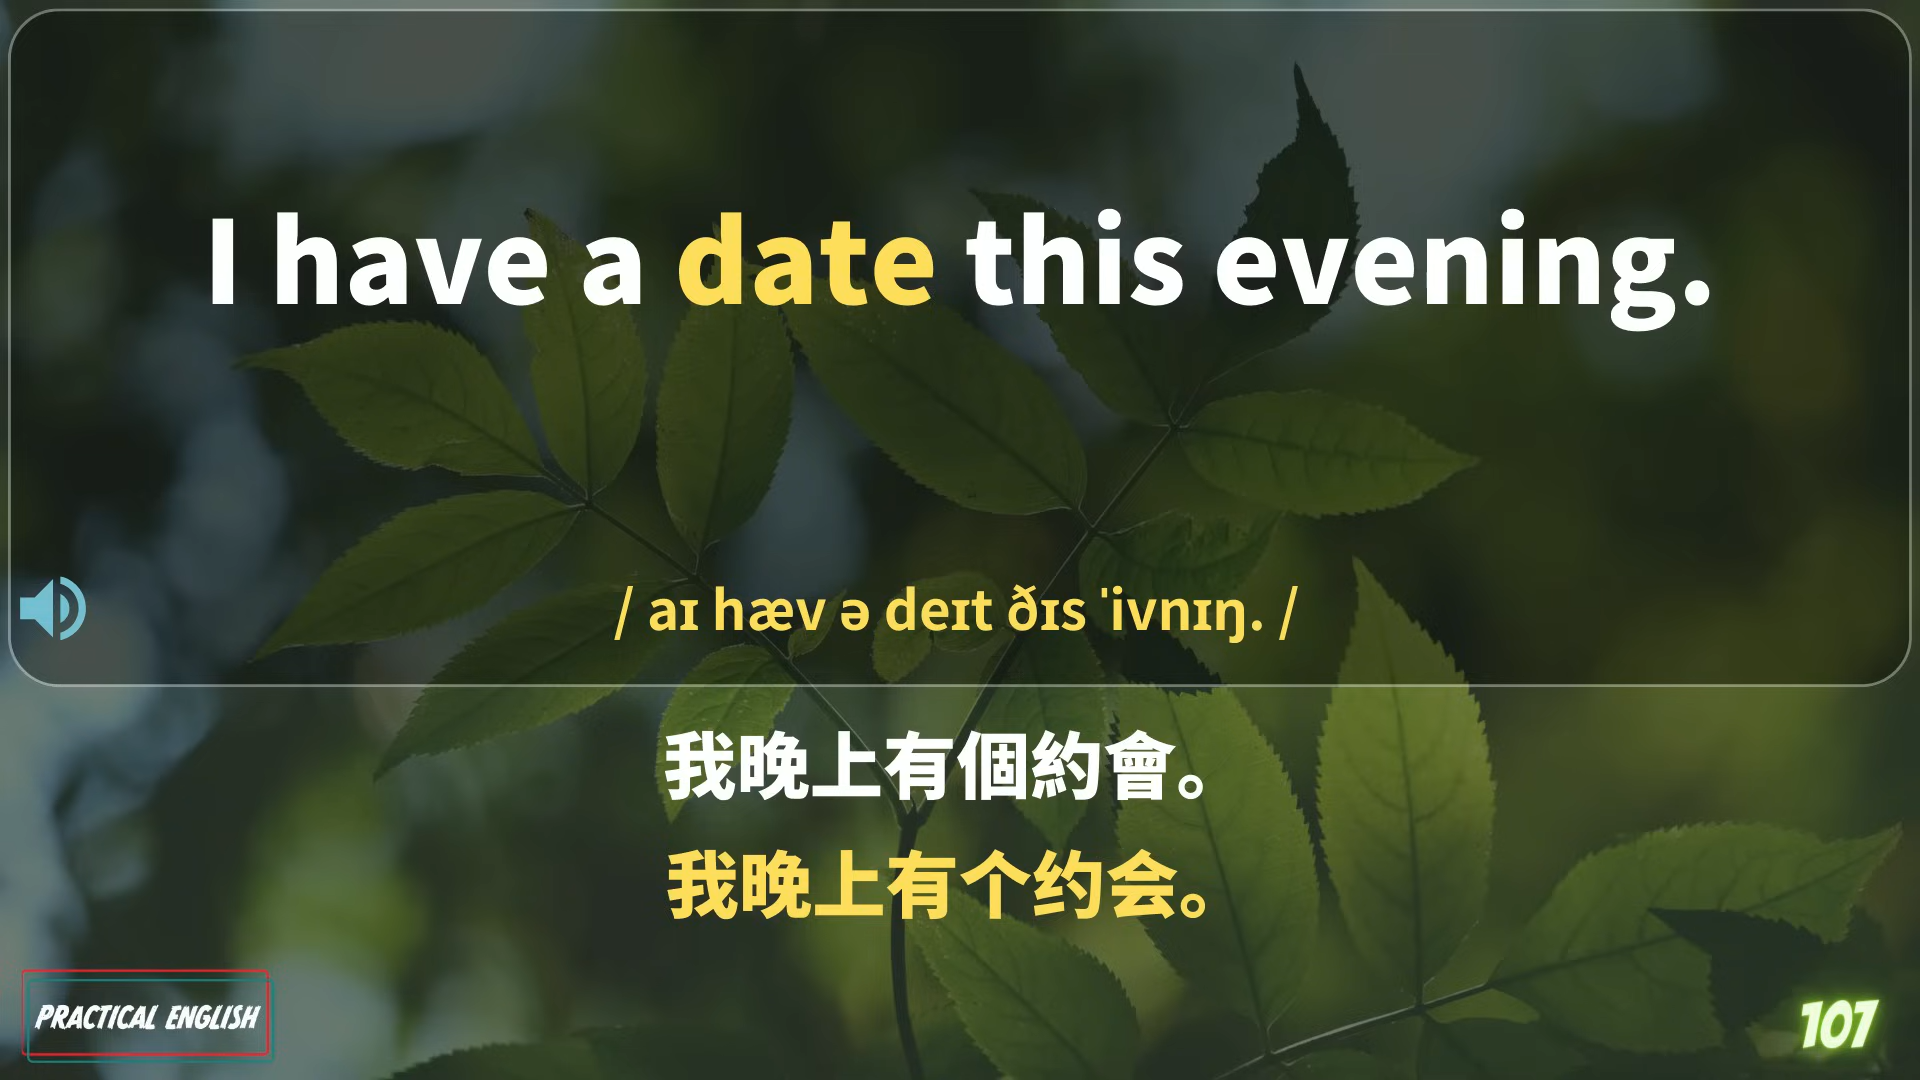 I have a date this evening.
/ aɪ hæv ə deɪt ðɪs ˈivnɪŋ. /
我晚上有個約會。
我晚上有个约会。
PRACTICAL ENGLISH
107